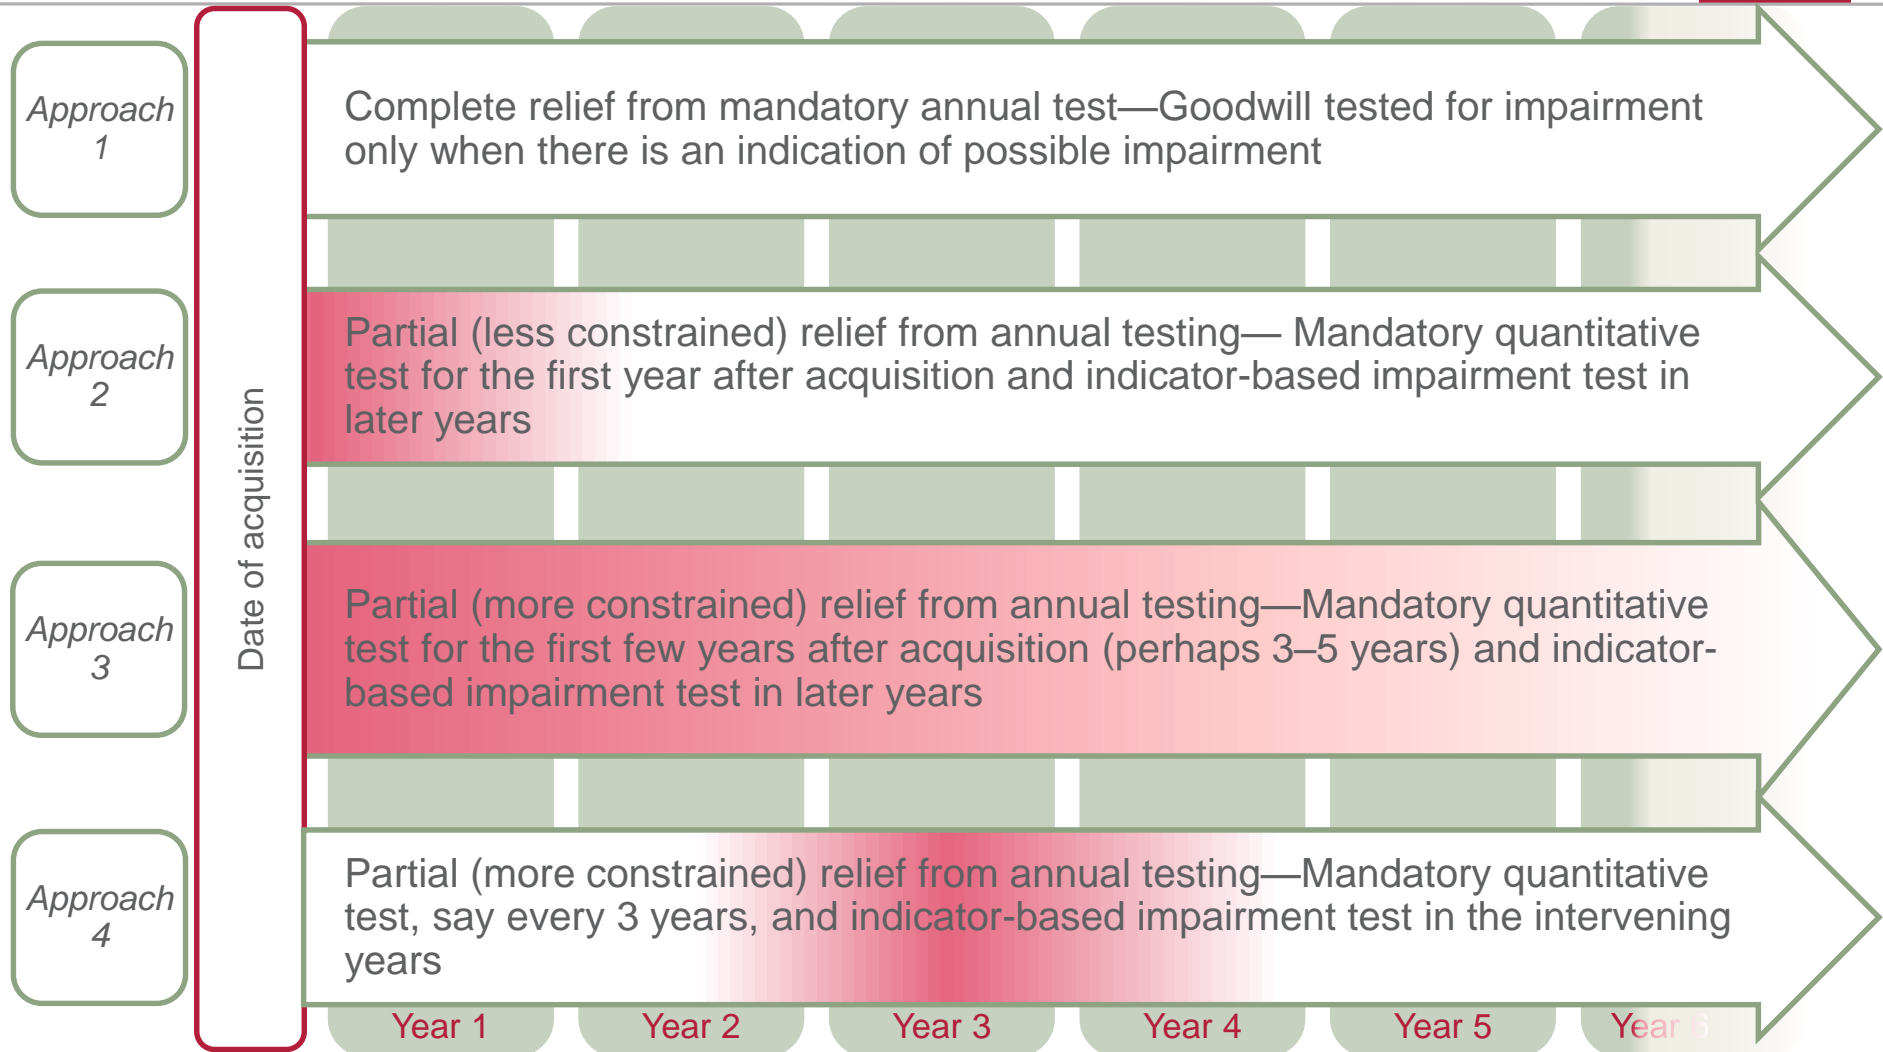 Approach
1
Complete relief from mandatory annual test—Goodwill tested for impairment
only when there is an indication of possible impairment
Approach
2
Partial (less constrained) relief from annual testing— Mandatory quantitative
test for the first year after acquisition and indicator-based impairment test in
later years
Date of acquisition
Approach
3
Partial (more constrained) relief from annual testing—Mandatory quantitative
test for the first few years after acquisition (perhaps 3–5 years) and indicator-
based impairment test in later years
Approach
4
Partial (more constrained) relief from annual testing—Mandatory quantitative
test, say every 3 years, and indicator-based impairment test in the intervening
years
Year 1
Year 2
Year 3
Year 4
Year 5
Year 6